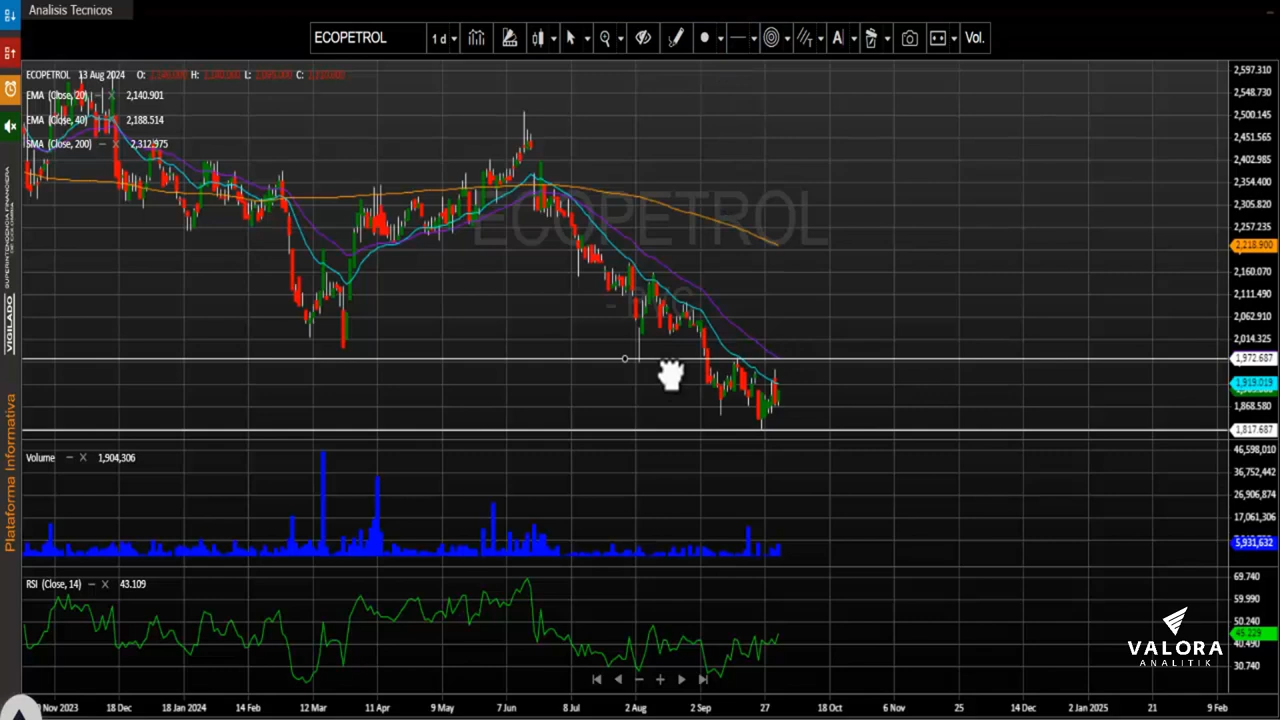 Analisis Tecnicos
ECOPETROL 1 d A Vol.
ECOPETROL 13 Aug 2024 O: H: L: C:
EMA (Close, 20) 2,140.901
EMA (Close, 40) 2,188.514
SMA (Close, 200) 2,312.975
ECOPETROL
2,597.310
2,548.730
2,500.145
2,451.565
2,402.985
2,354.400
2,305.820
2,257.235
2,218.900
2,160.070
2,111.490
2,062.910
2,014.325
1,972.687
1,919.019
1,868.580
1,817.687
Volume 1,904,306
46,598,010
36,752,442
26,906,874
17,061,306
5,931,632
RSI (Close, 14) 43.109
69.740
59.990
50.240
45.229
40.490
30.740
VALORA
ANALITIK
Nov 2023 18 Dec 18 Jan 2024 14 Feb 12 Mar 11 Apr 9 May 7 Jun 8 Jul 2 Aug 2 Sep 27 18 Oct 6 Nov 25 14 Dec 2 Jan 2025 21 9 Feb
VIGILADO
Plataforma Informativa